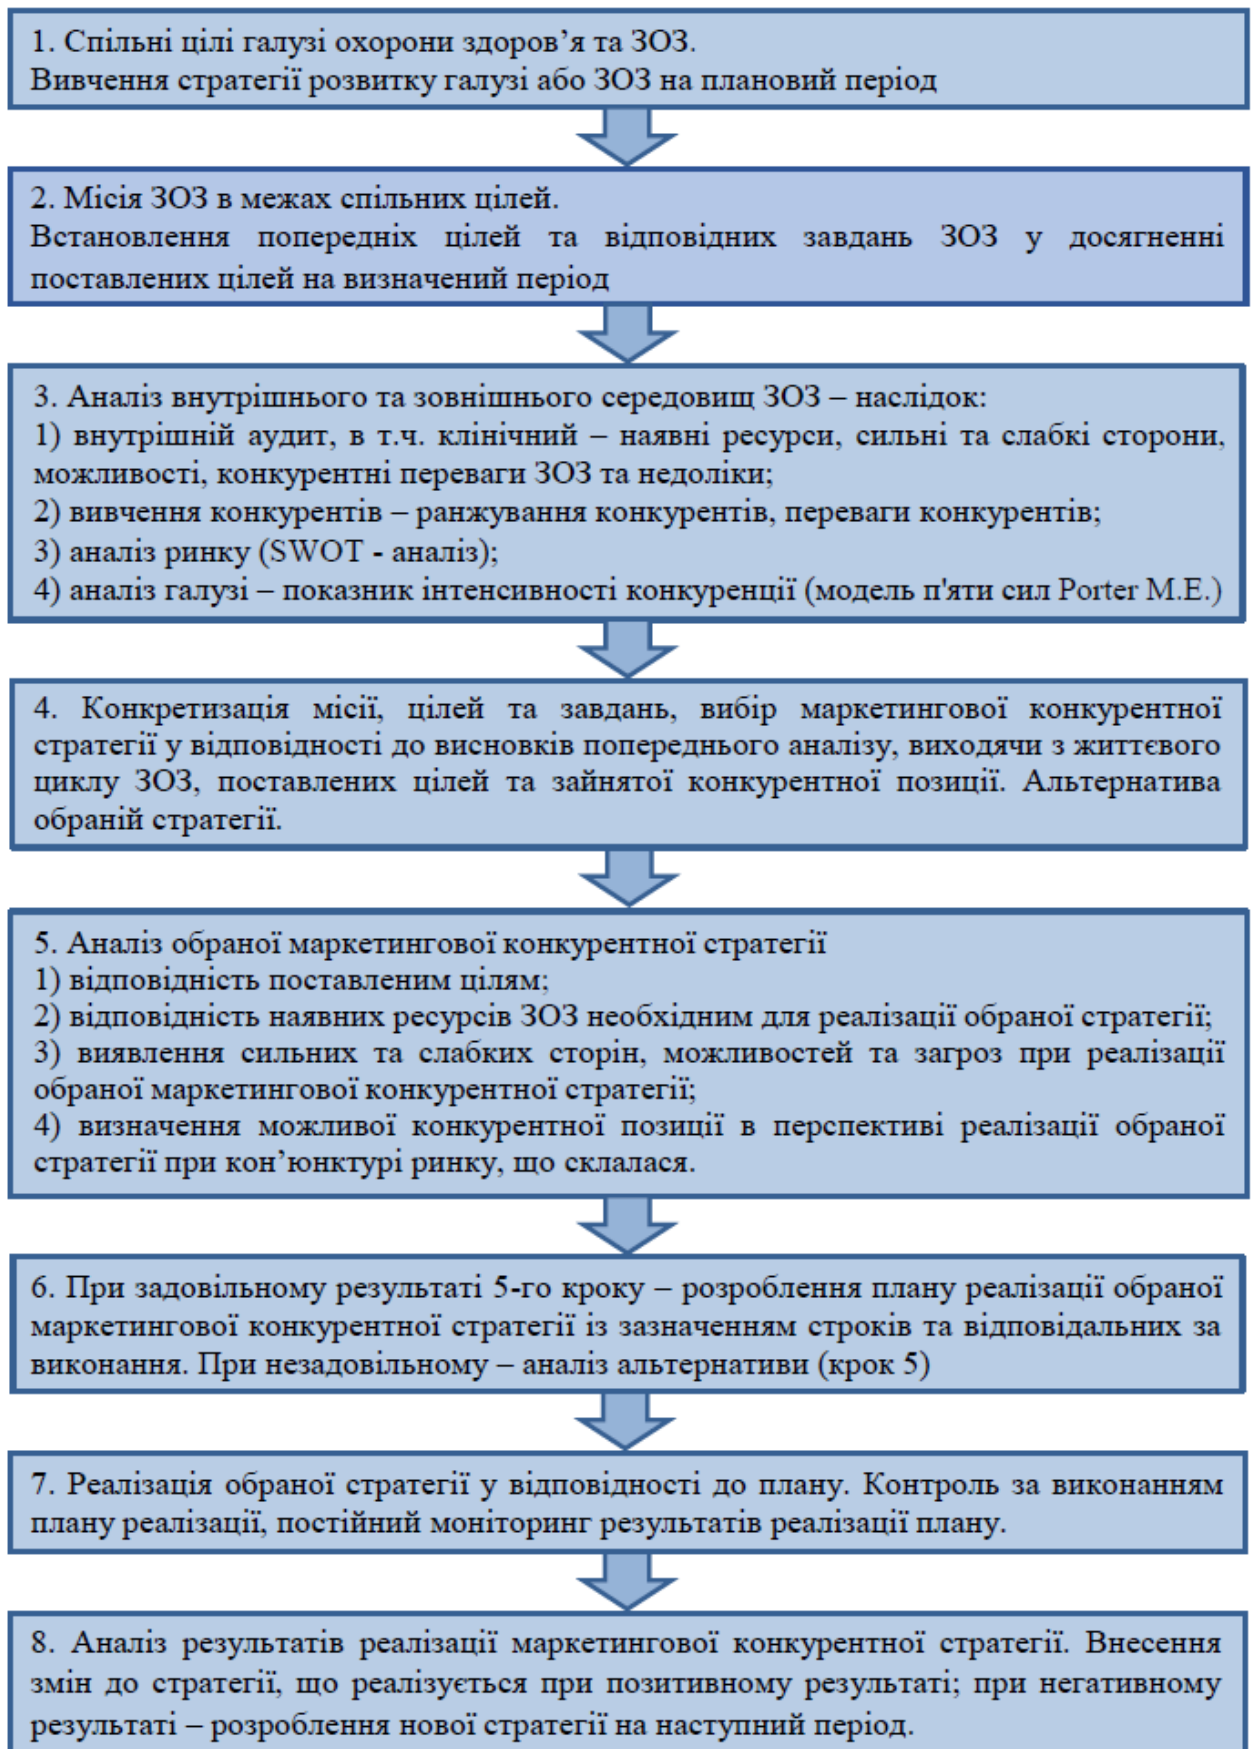 1. Спільні цілі галузі охорони здоров’я та ЗОЗ.
Вивчення стратегії розвитку галузі або ЗОЗ на плановий період
2. Місія ЗОЗ в межах спільних цілей.
Встановлення попередніх цілей та відповідних завдань ЗОЗ у досягненні
поставлених цілей на визначений період
3. Аналіз внутрішнього та зовнішнього середовищ ЗОЗ – наслідок:
1) внутрішній аудит, в т.ч. клінічний – наявні ресурси, сильні та слабкі сторони,
можливості, конкурентні переваги ЗОЗ та недоліки;
2) вивчення конкурентів – ранжування конкурентів, переваги конкурентів;
3) аналіз ринку (SWOT - аналіз);
4) аналіз галузі – показник інтенсивності конкуренції (модель п'яти сил Porter M.E.)
4. Конкретизація місії, цілей та завдань, вибір маркетингової конкурентної
стратегії у відповідності до висновків попереднього аналізу, виходячи з життєвого
циклу ЗОЗ, поставлених цілей та зайнятої конкурентної позиції. Альтернатива
обраній стратегії.
5. Аналіз обраної маркетингової конкурентної стратегії
1) відповідність поставленим цілям;
2) відповідність наявних ресурсів ЗОЗ необхідним для реалізації обраної стратегії;
3) виявлення сильних та слабких сторін, можливостей та загроз при реалізації
обраної маркетингової конкурентної стратегії;
4) визначення можливої конкурентної позиції в перспективі реалізації обраної
стратегії при кон’юнктурі ринку, що склалася.
6. При задовільному результаті 5-го кроку – розроблення плану реалізації обраної
маркетингової конкурентної стратегії із зазначенням строків та відповідальних за
виконання. При незадовільному – аналіз альтернативи (крок 5)
7. Реалізація обраної стратегії у відповідності до плану. Контроль за виконанням
плану реалізації, постійний моніторинг результатів реалізації плану.
8. Аналіз результатів реалізації маркетингової конкурентної стратегії. Внесення
змін до стратегії, що реалізується при позитивному результаті; при негативному
результаті – розроблення нової стратегії на наступний період.